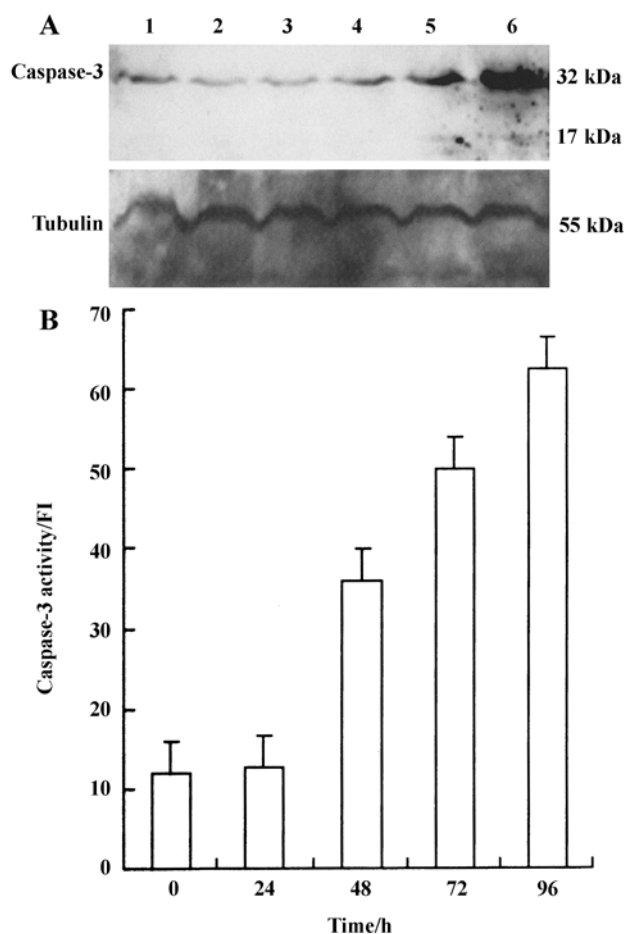 A
1 2 3 4 5 6
Caspase-3
32 kDa
17 kDa
Tubulin
55 kDa
B
70
60
50
40
30
20
10
0
Caspase-3 activity/FI
0 24 48 72 96
Time/h